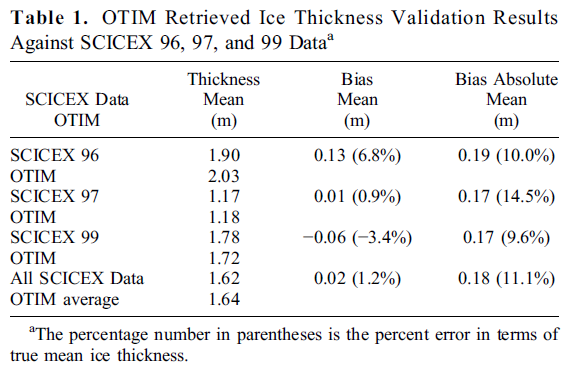 Table 1. OTIM Retrieved Ice Thickness Validation Results
Against SCICEX 96, 97, and 99 Dataᵃ
SCICEX Data OTIM Thickness Mean (m) Bias Mean (m) Bias Absolute Mean (m)
SCICEX 96 1.90 0.13 (6.8%) 0.19 (10.0%)
OTIM 2.03
SCICEX 97 1.17 0.01 (0.9%) 0.17 (14.5%)
OTIM 1.18
SCICEX 99 1.78 −0.06 (−3.4%) 0.17 (9.6%)
OTIM 1.72
All SCICEX Data 1.62 0.02 (1.2%) 0.18 (11.1%)
OTIM average 1.64
ᵃThe percentage number in parentheses is the percent error in terms of
true mean ice thickness.